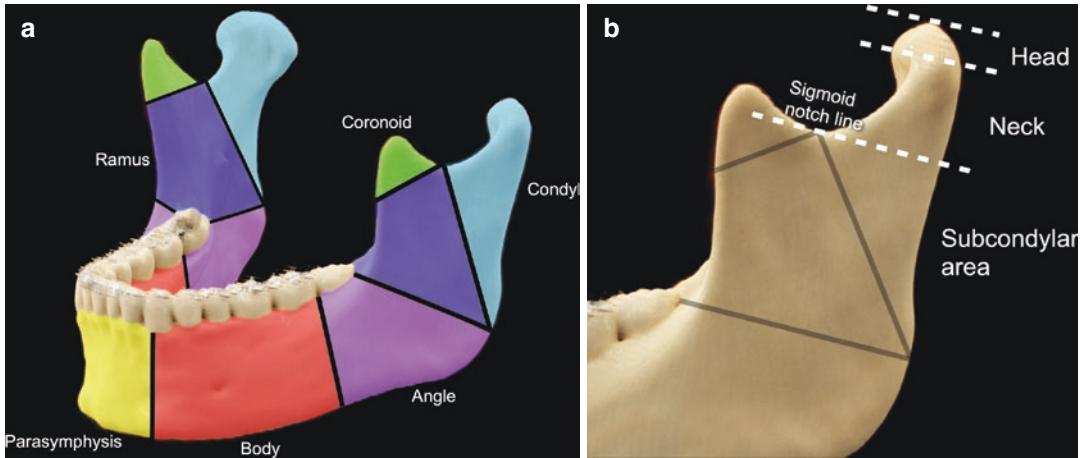 a
Ramus
Coronoid
Condyl
Parasymphysis
Body
Angle
b
Head
Sigmoid
notch line
Neck
Subcondylar
area